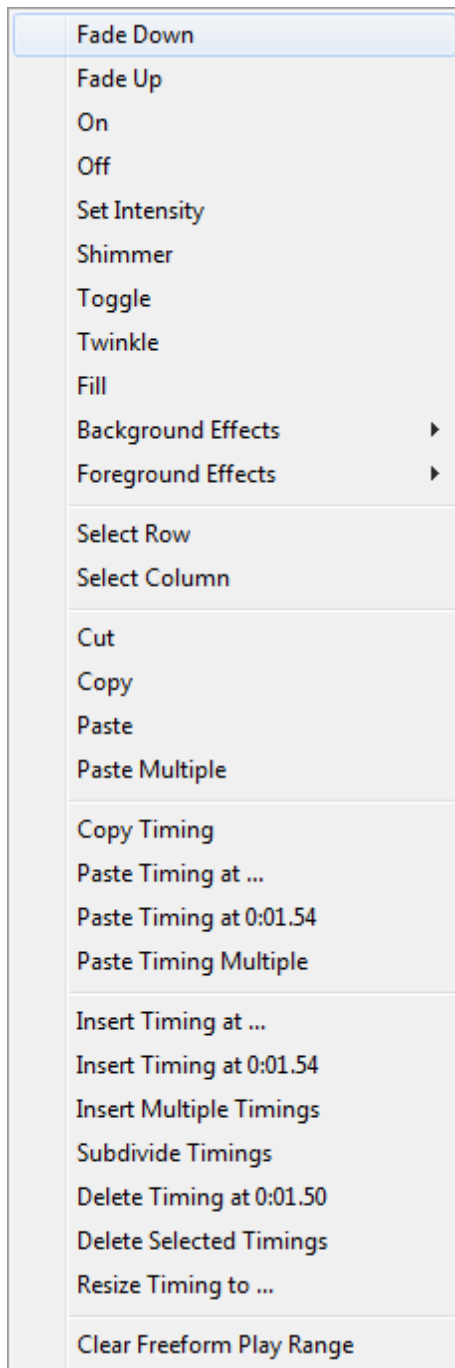 Fade Down
Fade Up
On
Off
Set Intensity
Shimmer
Toggle
Twinkle
Fill
Background Effects
Foreground Effects
Select Row
Select Column
Cut
Copy
Paste
Paste Multiple
Copy Timing
Paste Timing at ...
Paste Timing at 0:01.54
Paste Timing Multiple
Insert Timing at ...
Insert Timing at 0:01.54
Insert Multiple Timings
Subdivide Timings
Delete Timing at 0:01.50
Delete Selected Timings
Resize Timing to ...
Clear Freeform Play Range